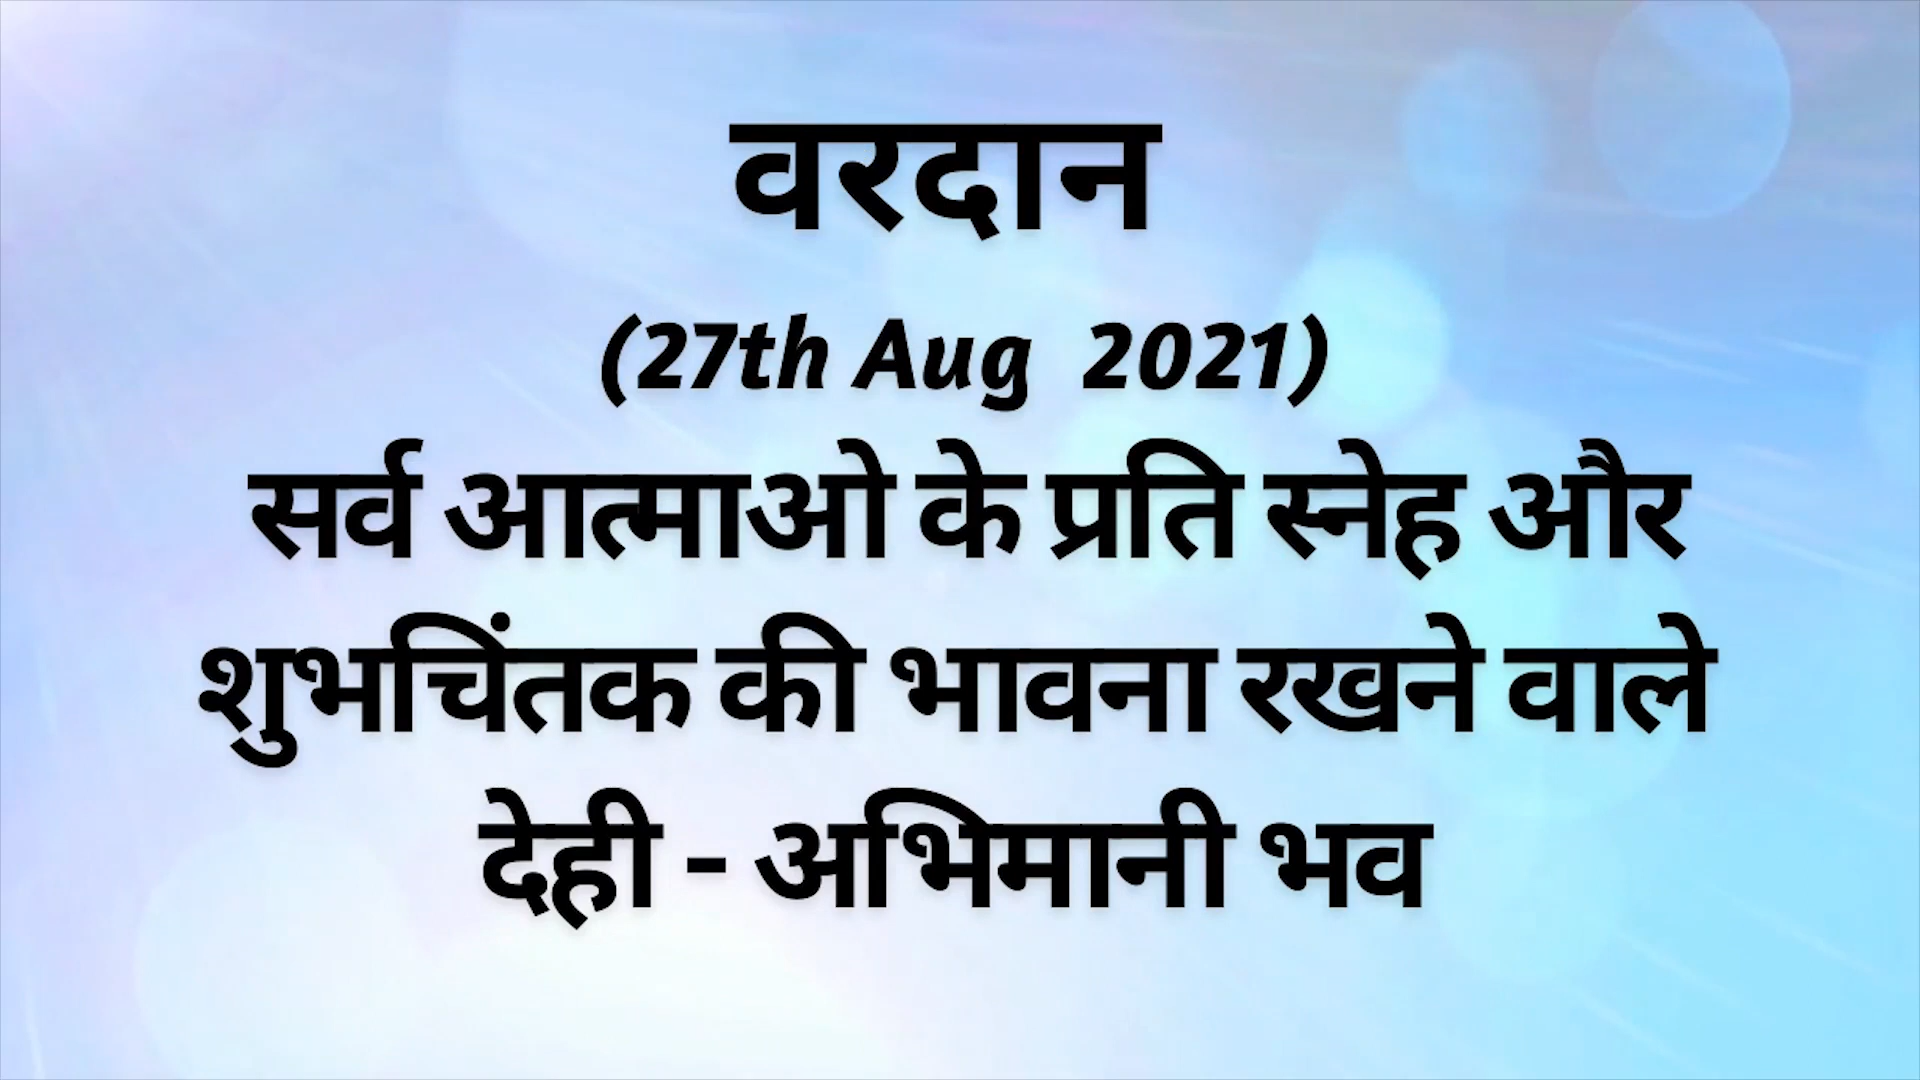 वरदान
(27th Aug 2021)
सर्व आत्माओ के प्रति स्नेह और
शुभचिंतक की भावना रखने वाले
देही - अभिमानी भव